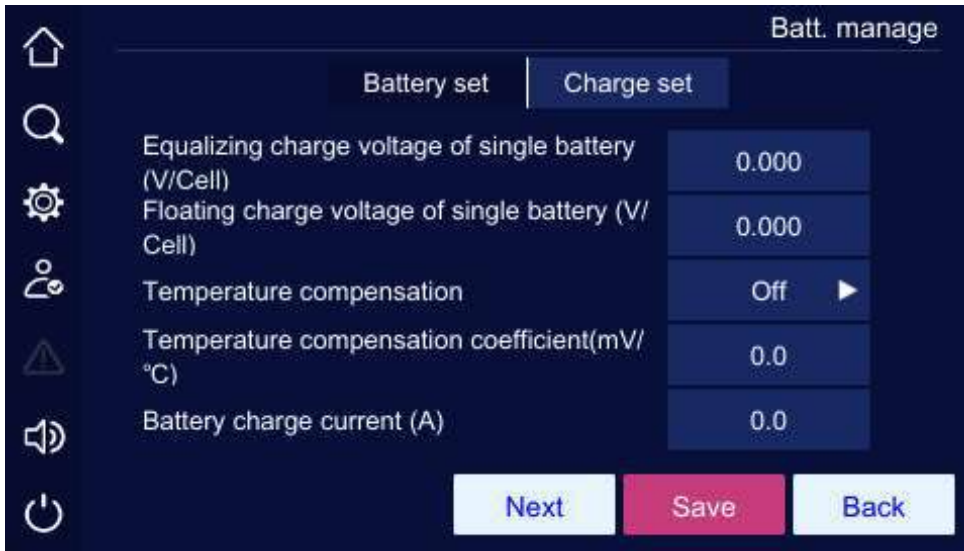 Batt. manage
Battery set
Charge set
Equalizing charge voltage of single battery
(V/Cell)
0.000
Floating charge voltage of single battery (V/
Cell)
0.000
Temperature compensation
Off
Temperature compensation coefficient(mV/
℃)
0.0
Battery charge current (A)
0.0
Next
Save
Back